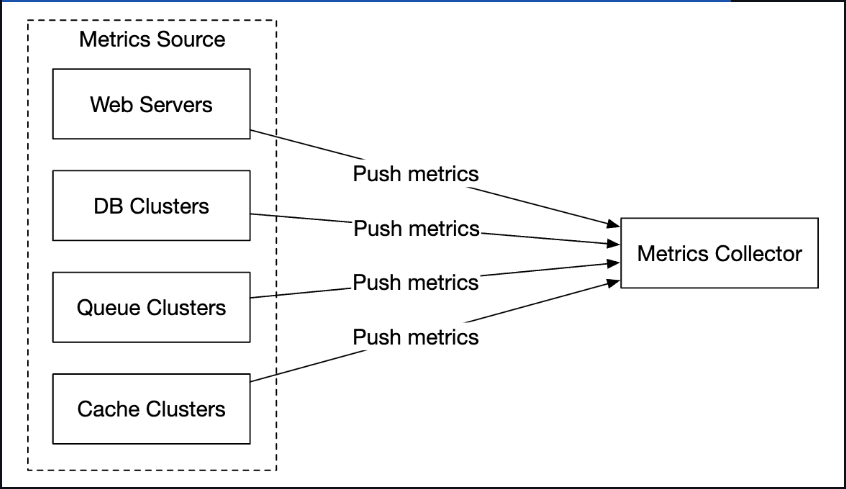 Metrics Source
Web Servers
Push metrics
DB Clusters
Push metrics
Metrics Collector
Queue Clusters
Push metrics
Push metrics
Cache Clusters